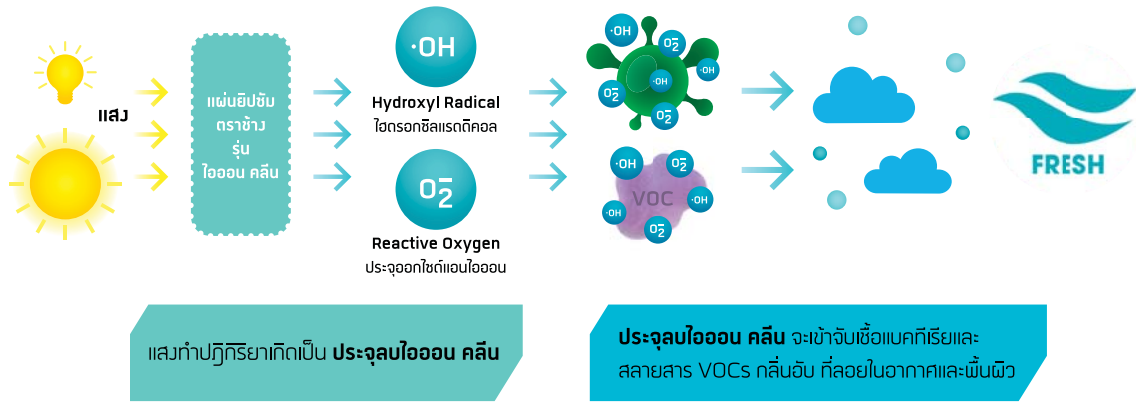 แสง
แผ่นยิปซัม
ตราช้าง
รุ่น
ไอออน คลีน
·OH
Hydroxyl Radical
ไฮดรอกซิลแรดดิคอล
O2̅
Reactive Oxygen
ประจุออกไซด์แอนไอออน
·OH
O2̅
·OH
·OH
O2̅
O2̅
·OH
O2̅
VOC
·OH
·OH
O2̅
FRESH
แสงทำปฏิกิริยาเกิดเป็น ประจุลบไอออน คลีน
ประจุลบไอออน คลีน จะเข้าจับเชื้อแบคทีเรียและ
สลายสาร VOCs กลิ่นอับ ที่ลอยในอากาศและพื้นผิว